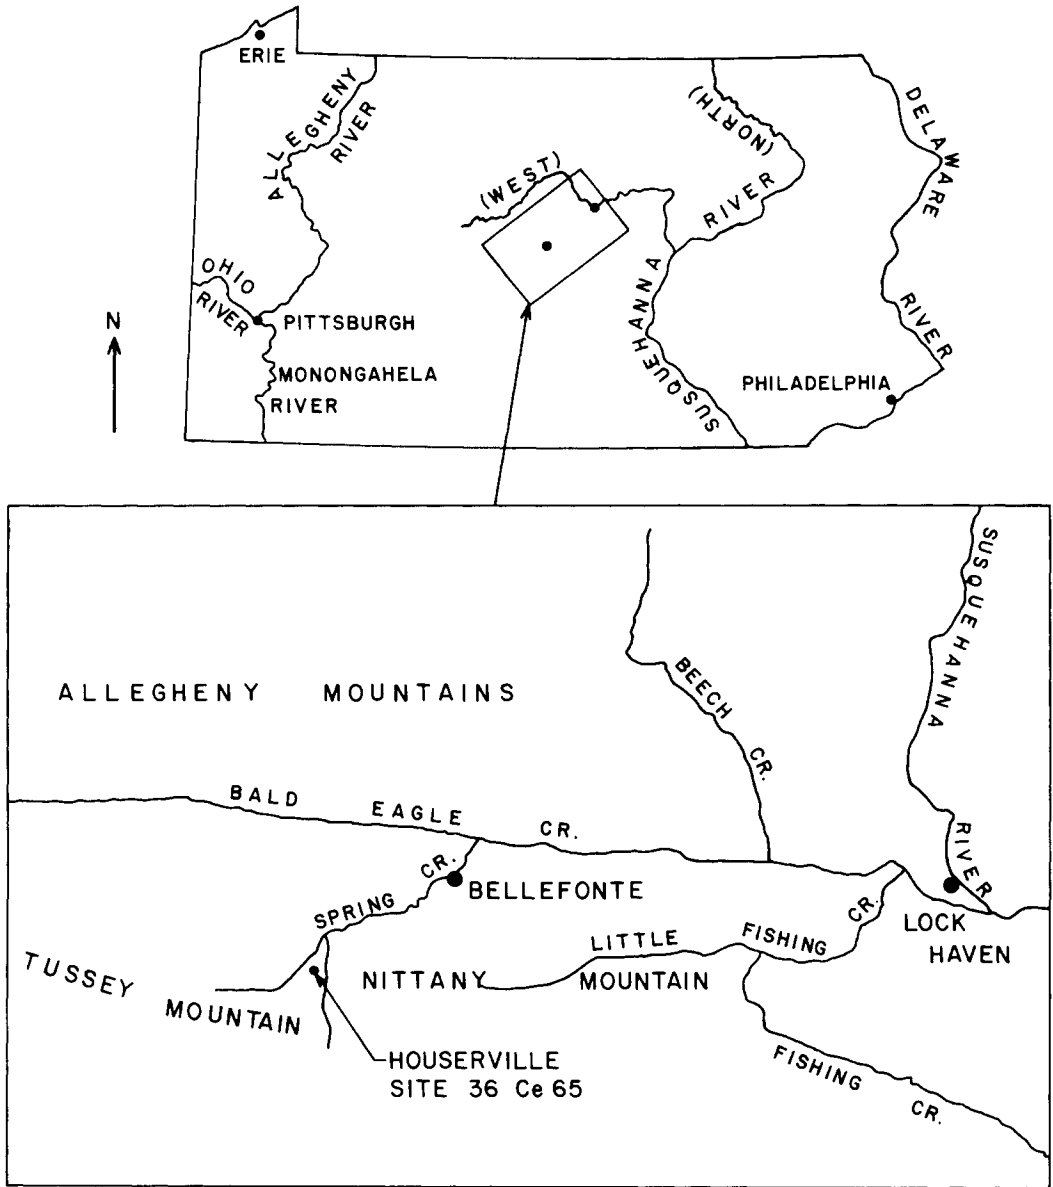 ERIE
ALLEGHENY
RIVER
(WEST)
(NORTH)
RIVER
DELAWARE
RIVER
OHIO
RIVER
PITTSBURGH
N
MONONGAHELA
RIVER
SUSQUEHANNA
PHILADELPHIA
SUSQUEHANNA
RIVER
ALLEGHENY MOUNTAINS
BEECH
CR.
BALD EAGLE CR.
SPRING CR.
BELLEFONTE
LOCK
HAVEN
LITTLE FISHING CR.
TUSSEY
MOUNTAIN
NITTANY MOUNTAIN
HOUSERVILLE
SITE 36 Ce 65
FISHING
CR.